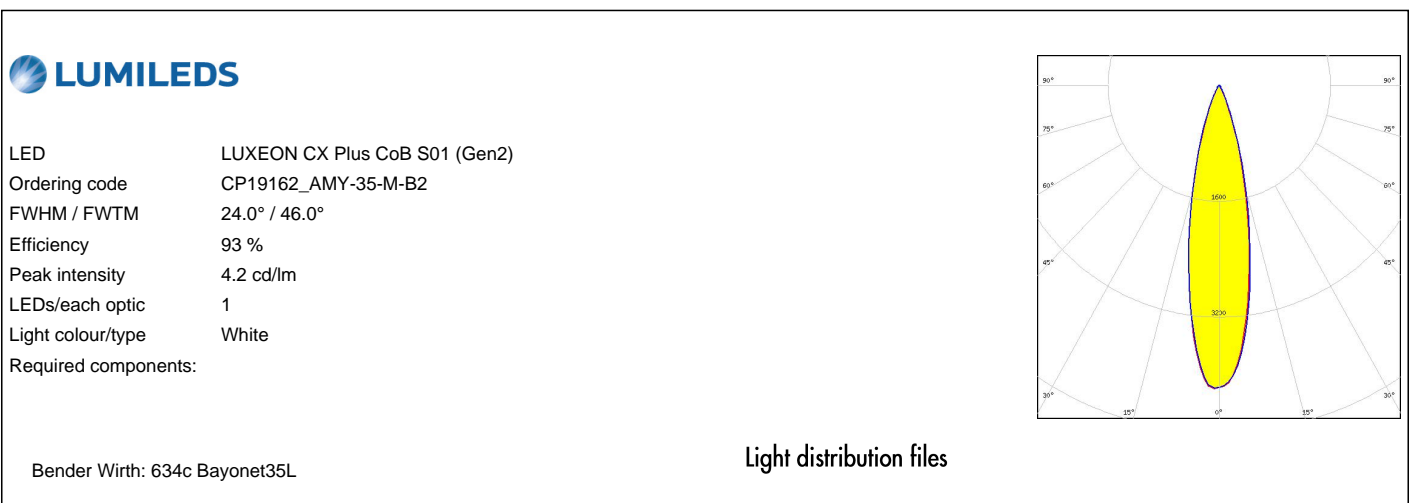 LUMILEDS
LED LUXEON CX Plus CoB S01 (Gen2)
Ordering code CP19162_AMY-35-M-B2
FWHM / FWTM 24.0° / 46.0°
Efficiency 93 %
Peak intensity 4.2 cd/lm
LEDs/each optic 1
Light colour/type White
Required components:
Bender Wirth: 634c Bayonet35L
90° 90°
75° 75°
60° 60°
1600
45° 45°
3200
30° 30°
15° 0° 15°
Light distribution files